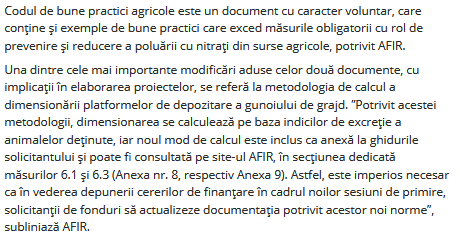 Codul de bune practici agricole este un document cu caracter voluntar, care
conţine şi exemple de bune practici care exced măsurile obligatorii cu rol de
prevenire şi reducere a poluării cu nitraţi din surse agricole, potrivit AFIR.
Una dintre cele mai importante modificări aduse celor două documente, cu
implicaţii în elaborarea proiectelor, se referă la metodologia de calcul a
dimensionării platformelor de depozitare a gunoiului de grajd. ”Potrivit acestei
metodologii, dimensionarea se calculează pe baza indicilor de excreţie a
animalelor deţinute, iar noul mod de calcul este inclus ca anexă la ghidurile
solicitantului şi poate fi consultată pe site-ul AFIR, în secţiunea dedicată
măsurilor 6.1 şi 6.3 (Anexa nr. 8, respectiv Anexa 9). Astfel, este imperios necesar
ca în vederea depunerii cererilor de finanţare în cadrul noilor sesiuni de primire,
solicitanţii de fonduri să actualizeze documentaţia potrivit acestor noi norme”,
subliniază AFIR.